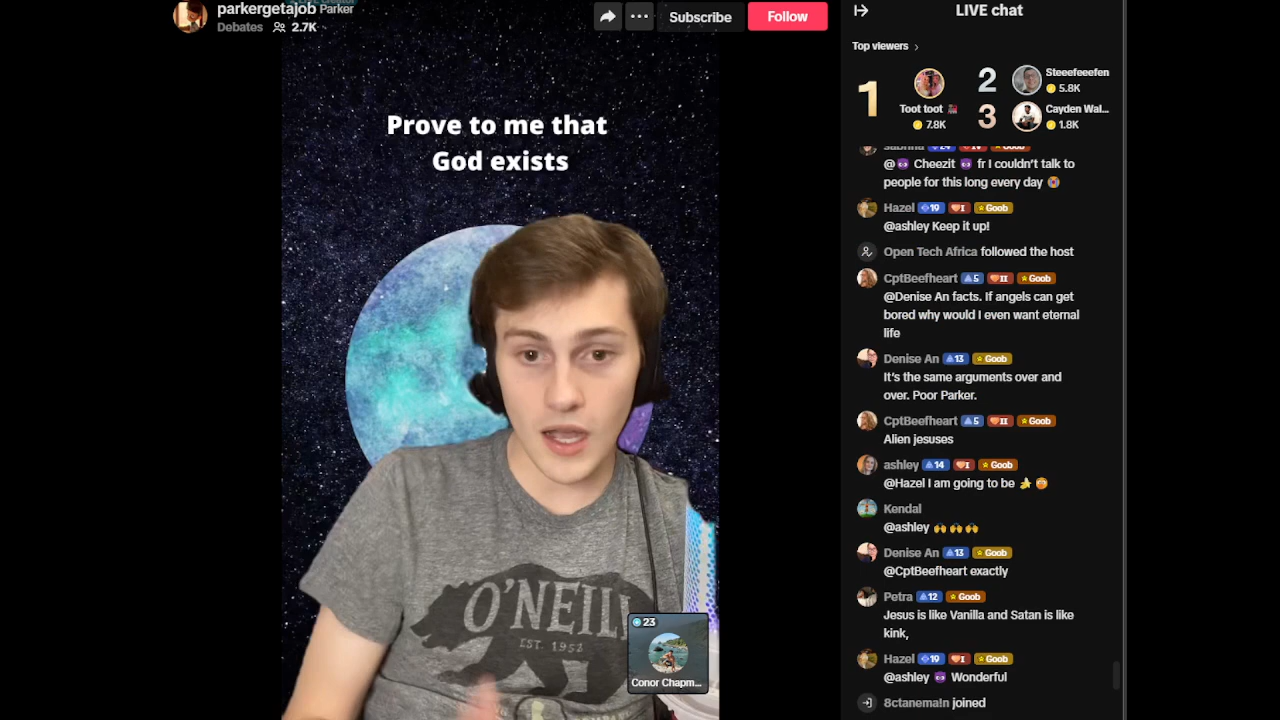 parkergetajob Parker
Debates 2.7K
Subscribe
Follow
Prove to me that
God exists
O'NEILL
EST. 1952
23
Conor Chapm...
LIVE chat
Top viewers
1
Toot toot
7.8K
2
Steeefeeefen
5.8K
3
Cayden Wal...
1.8K
@😈 Cheezit 😈 fr I couldn't talk to
people for this long every day 😭
Hazel 19 I Goob
@ashley Keep it up!
Open Tech Africa followed the host
CptBeefheart 5 II Goob
@Denise An facts. If angels can get
bored why would I even want eternal
life
Denise An 13 Goob
It's the same arguments over and
over. Poor Parker.
CptBeefheart 5 II Goob
Alien jesuses
ashley 14 I Goob
@Hazel I am going to be 🍌 🤯
Kendal
@ashley 🙌 🙌 🙌
Denise An 13 Goob
@CptBeefheart exactly
Petra 12 Goob
Jesus is like Vanilla and Satan is like
kink,
Hazel 19 I Goob
@ashley 😈 Wonderful
8ctanema!n joined